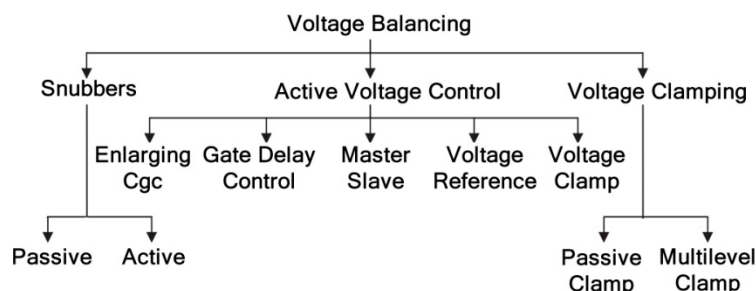 Voltage Balancing
Snubbers
Active Voltage Control
Voltage Clamping
Enlarging
Cgc
Gate Delay
Control
Master
Slave
Voltage
Reference
Voltage
Clamp
Passive
Active
Passive
Clamp
Multilevel
Clamp